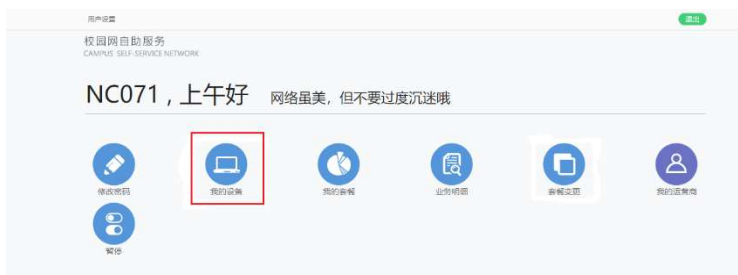 用户设置
退出
校园网自助服务
CAMPUS SELF-SERVICE NETWORK
NC071，上午好 网络虽美，但不要过度沉迷哦
修改密码 我的设备 我的套餐 业务明细 套餐变更 我的运营商
暂停